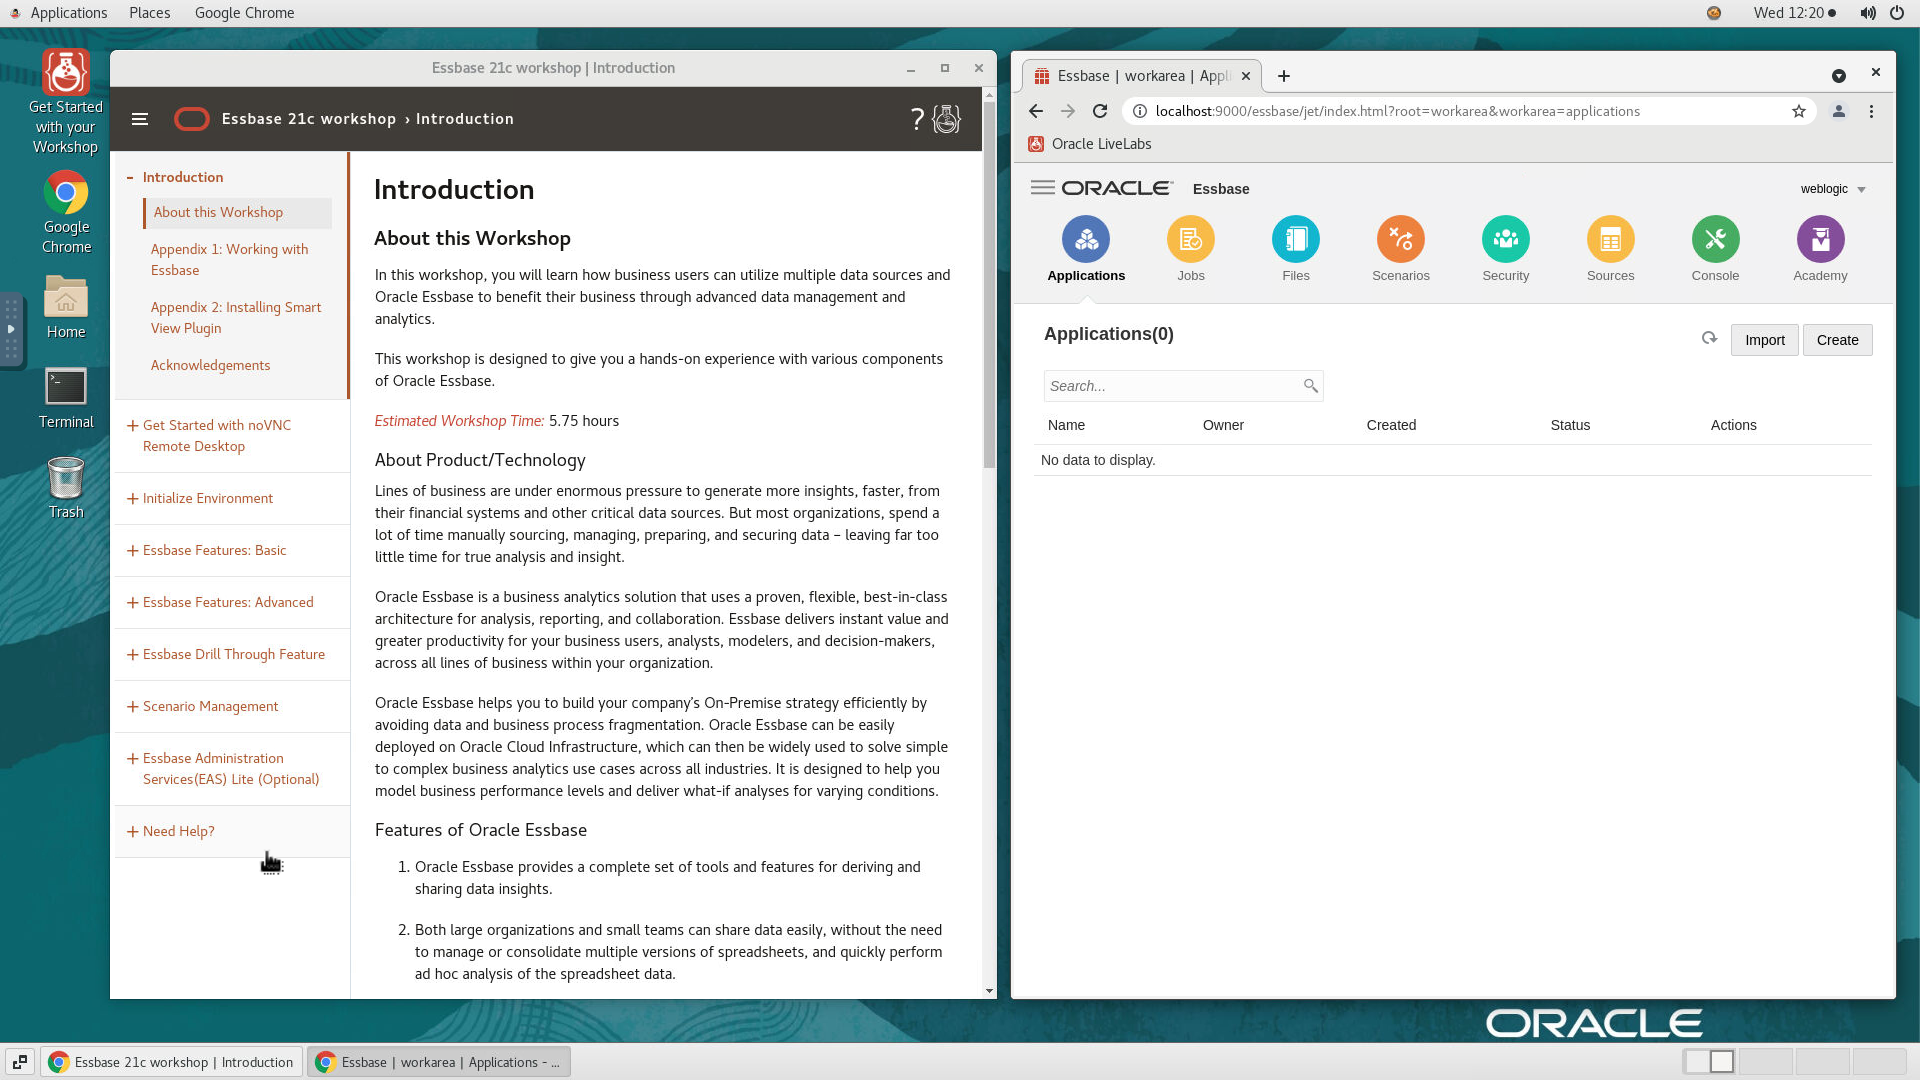 Applications Places Google Chrome
Wed 12:20
Get Started
with your
Workshop
Google
Chrome
Home
Terminal
Trash
Essbase 21c workshop | Introduction
Essbase 21c workshop › Introduction
?
- Introduction
About this Workshop
Appendix 1: Working with
Essbase
Appendix 2: Installing Smart
View Plugin
Acknowledgements
+ Get Started with noVNC
Remote Desktop
+ Initialize Environment
+ Essbase Features: Basic
+ Essbase Features: Advanced
+ Essbase Drill Through Feature
+ Scenario Management
+ Essbase Administration
Services(EAS) Lite (Optional)
+ Need Help?
Introduction
About this Workshop
In this workshop, you will learn how business users can utilize multiple data sources and
Oracle Essbase to benefit their business through advanced data management and
analytics.
This workshop is designed to give you a hands-on experience with various components
of Oracle Essbase.
Estimated Workshop Time: 5.75 hours
About Product/Technology
Lines of business are under enormous pressure to generate more insights, faster, from
their financial systems and other critical data sources. But most organizations, spend a
lot of time manually sourcing, managing, preparing, and securing data – leaving far too
little time for true analysis and insight.
Oracle Essbase is a business analytics solution that uses a proven, flexible, best-in-class
architecture for analysis, reporting, and collaboration. Essbase delivers instant value and
greater productivity for your business users, analysts, modelers, and decision-makers,
across all lines of business within your organization.
Oracle Essbase helps you to build your company's On-Premise strategy efficiently by
avoiding data and business process fragmentation. Oracle Essbase can be easily
deployed on Oracle Cloud Infrastructure, which can then be widely used to solve simple
to complex business analytics use cases across all industries. It is designed to help you
model business performance levels and deliver what-if analyses for varying conditions.
Features of Oracle Essbase
1. Oracle Essbase provides a complete set of tools and features for deriving and
sharing data insights.
2. Both large organizations and small teams can share data easily, without the need
to manage or consolidate multiple versions of spreadsheets, and quickly perform
ad hoc analysis of the spreadsheet data.
Essbase | workarea | Appli
localhost:9000/essbase/jet/index.html?root=workarea&workarea=applications
Oracle LiveLabs
ORACLE Essbase
weblogic
Applications
Jobs
Files
Scenarios
Security
Sources
Console
Academy
Applications(0)
Import
Create
Search...
Name Owner Created Status Actions
No data to display.
ORACLE
Essbase 21c workshop | Introduction
Essbase | workarea | Applications - ...